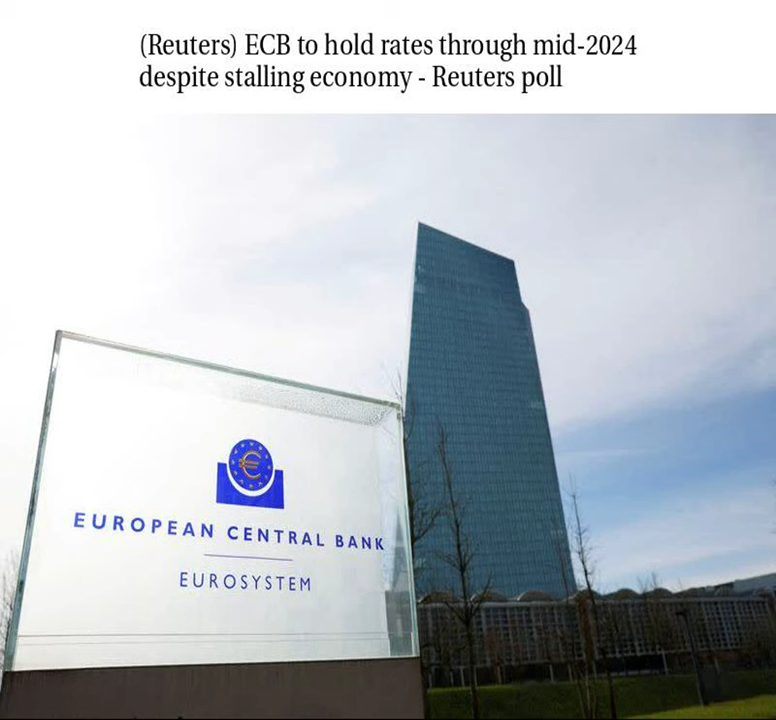 (Reuters) ECB to hold rates through mid-2024
despite stalling economy - Reuters poll
€
EUROPEAN CENTRAL BANK
EUROSYSTEM